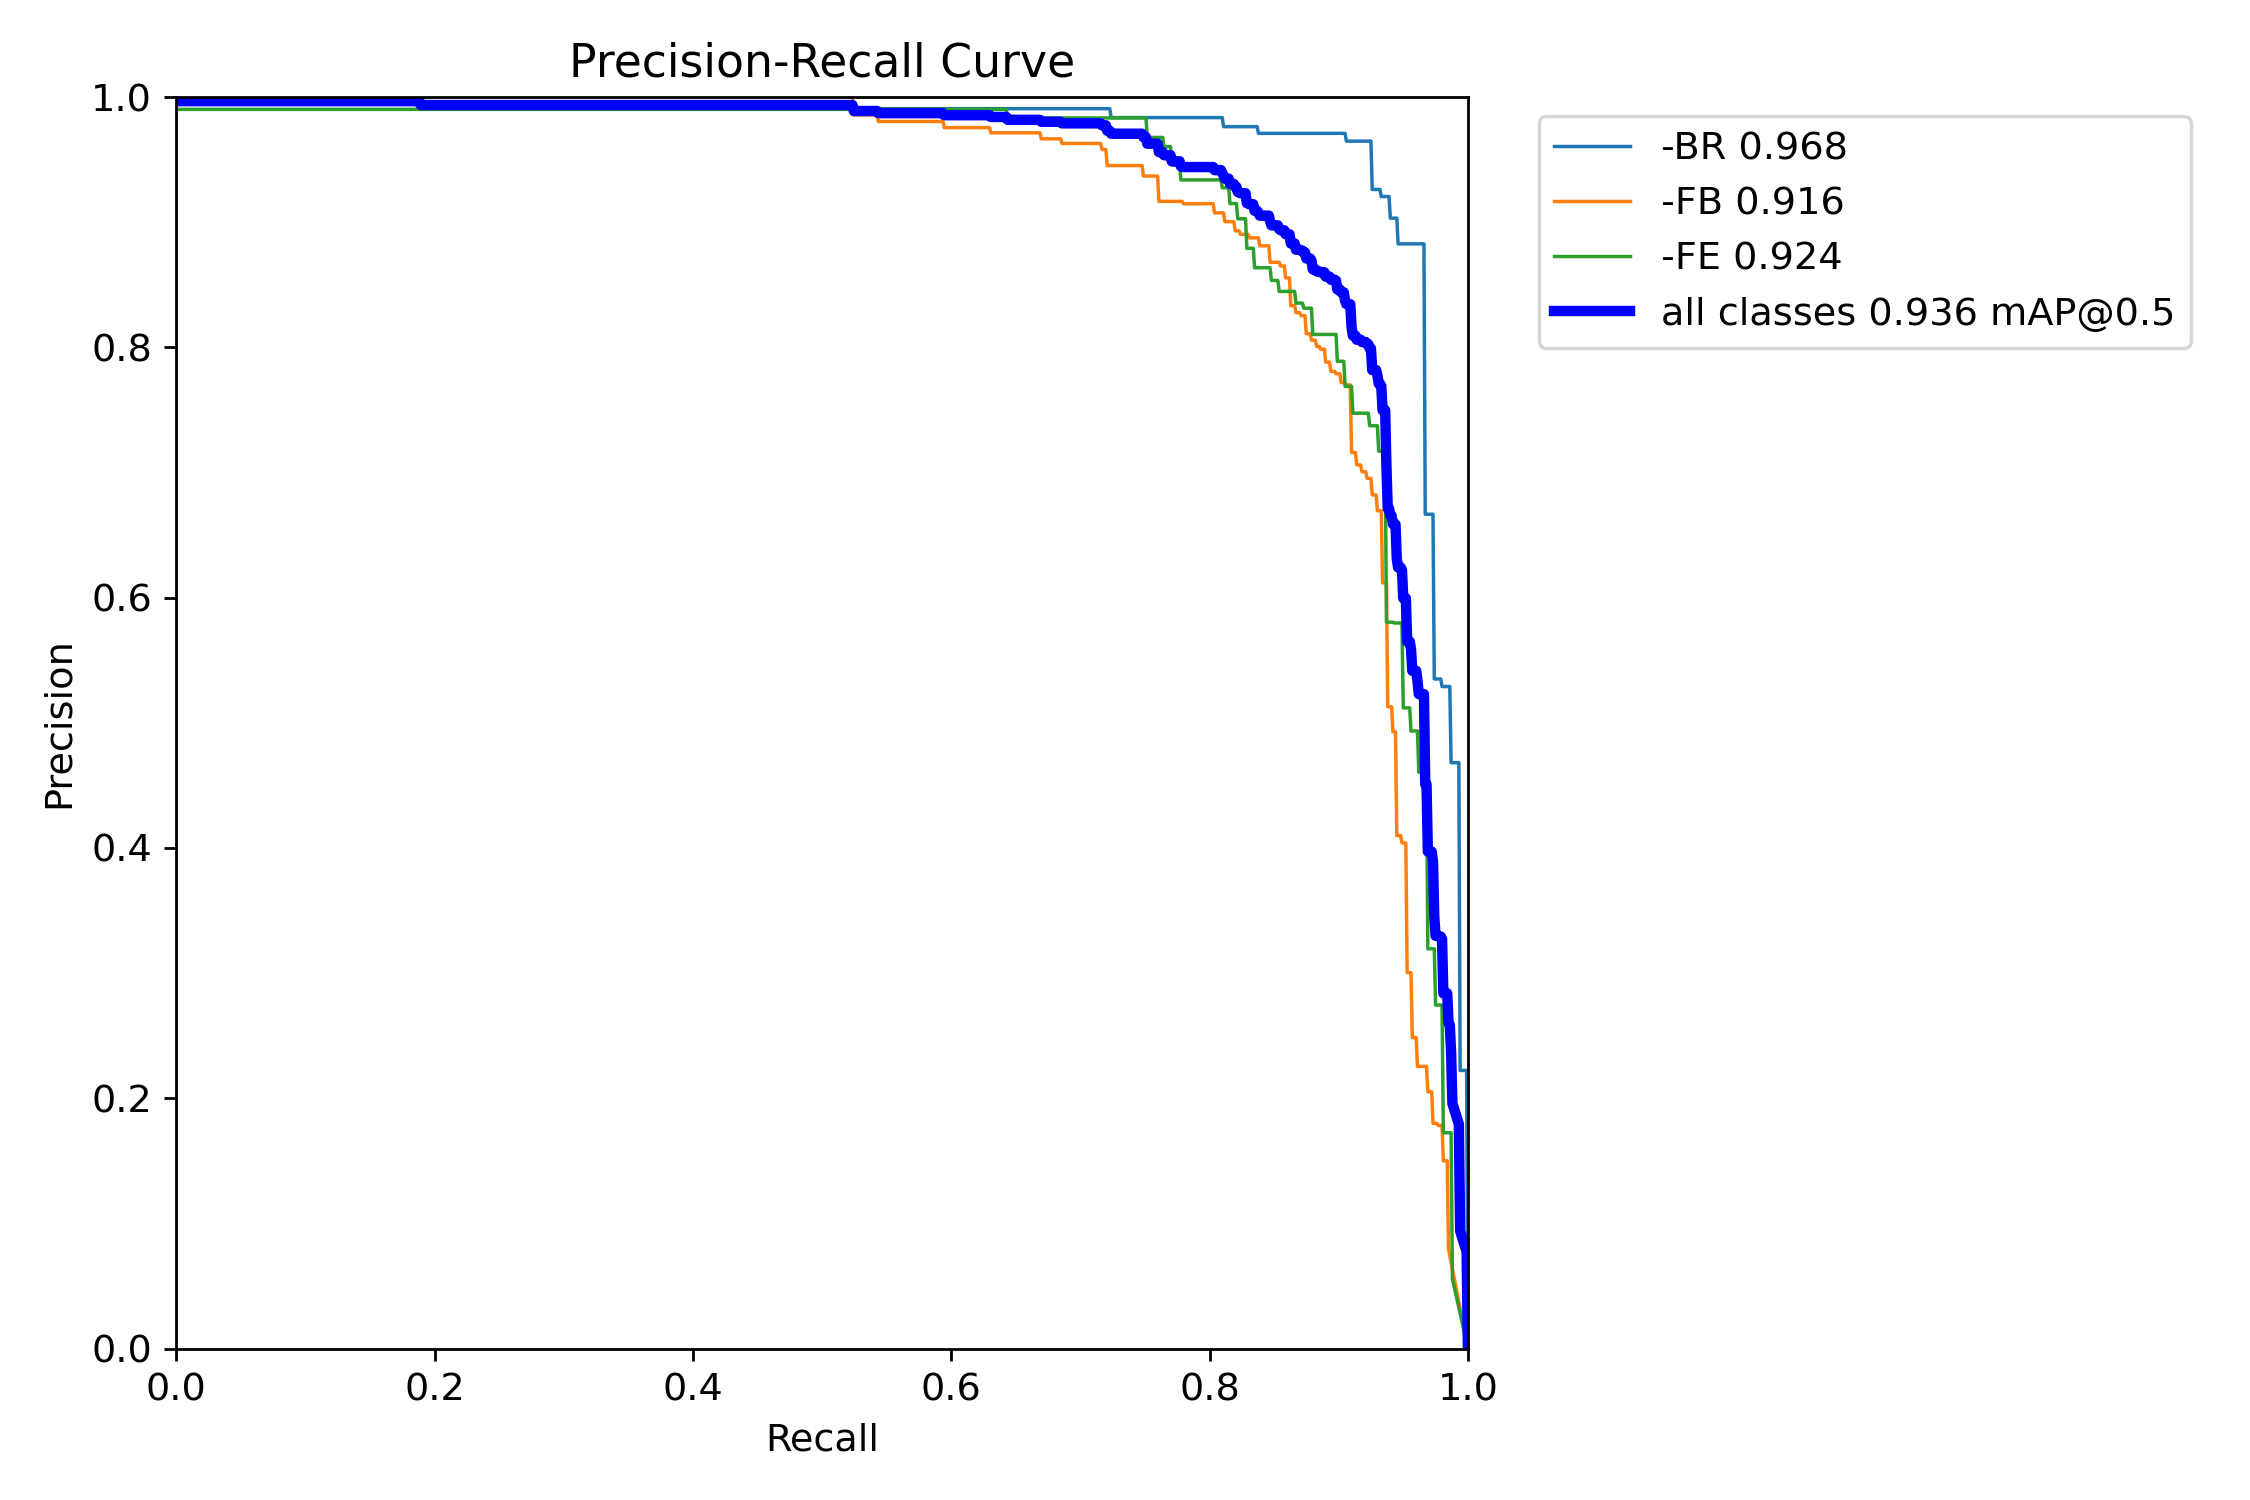 Precision-Recall Curve
1.0
0.8
0.6
0.4
0.2
0.0
Precision
0.0 0.2 0.4 0.6 0.8 1.0
Recall
-BR 0.968
-FB 0.916
-FE 0.924
all classes 0.936 mAP@0.5